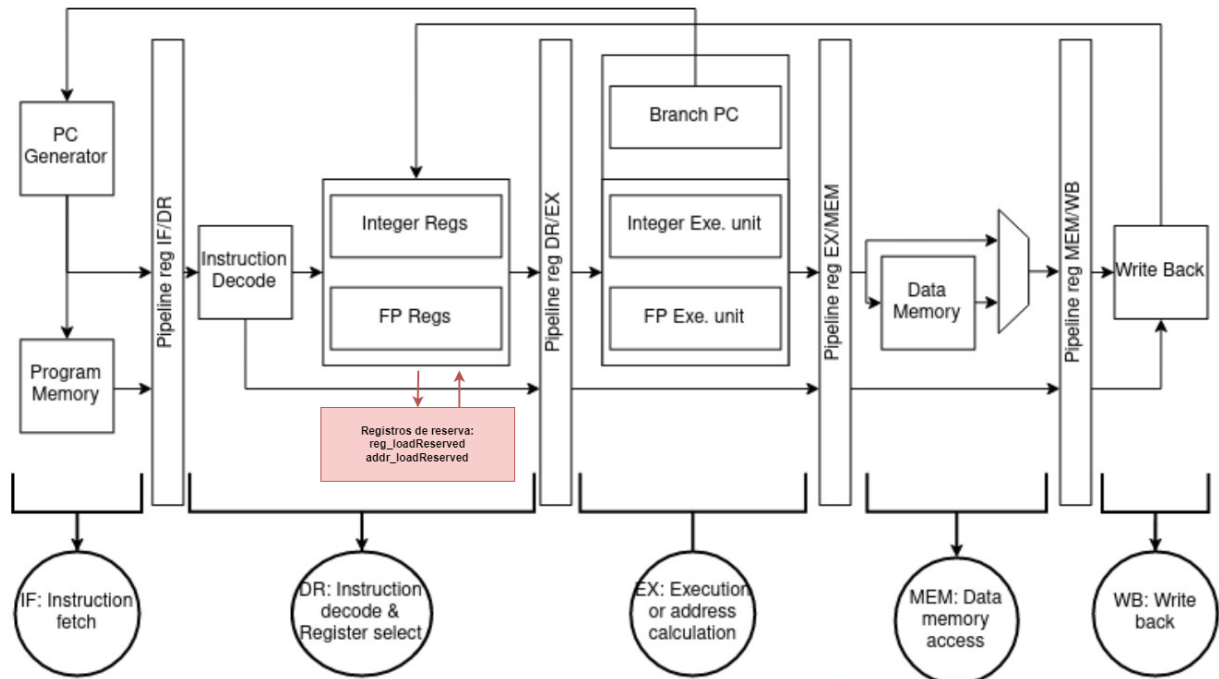 PC
Generator
Program
Memory
Pipeline reg IF/DR
Instruction
Decode
Integer Regs
FP Regs
Registros de reserva:
reg_loadReserved
addr_loadReserved
Pipeline reg DR/EX
Branch PC
Integer Exe. unit
FP Exe. unit
Pipeline reg EX/MEM
Data
Memory
Pipeline reg MEM/WB
Write Back
IF: Instruction
fetch
DR: Instruction
decode &
Register select
EX: Execution
or address
calculation
MEM: Data
memory
access
WB: Write
back